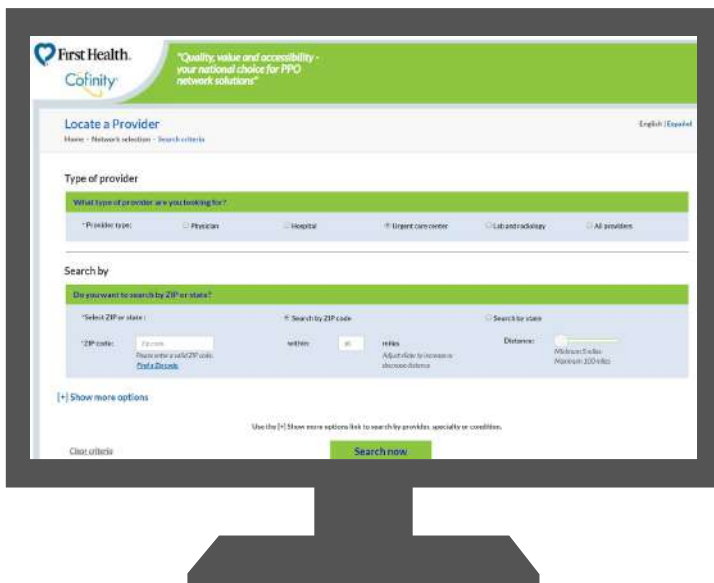 First Health.
Cofinity
"Quality, value and accessibility -
your national choice for PPO
network solutions"
Locate a Provider
English | Español
Home - Network selection - Search criteria
Type of provider
What type of provider are you looking for?
*Provider type: Physician Hospital Urgent care center Lab and radiology All providers
Search by
Do you want to search by ZIP or state?
*Select ZIP or state: Search by ZIP code Search by state
*ZIP code: Zip code within: miles Distance:
Please enter a valid ZIP code.
Find a Zip code
Adjust slider to increase or
decrease distance
Minimum 5 miles
Maximum 100 miles
[+] Show more options
Use the [+] Show more options link to search by provider, specialty or condition.
Clear criteria Search now